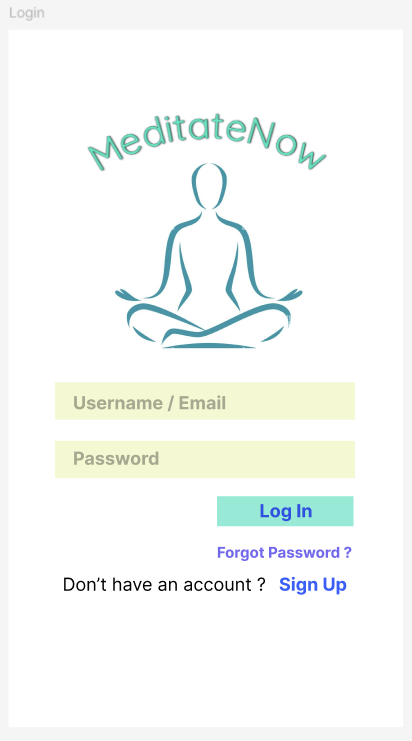 Login
MeditateNow
Username / Email
Password
Log In
Forgot Password ?
Don’t have an account ? Sign Up